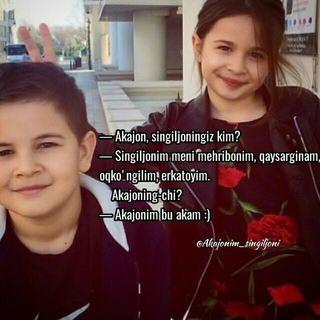 — Akajon, singiljoningiz kim?
— Singiljonim meni mehribonim, qaysarginam,
oqko'ngilim, erkatoyim.
Akajoning-chi?
— Akajonim bu akam :)
@Akajonim_singiljoni